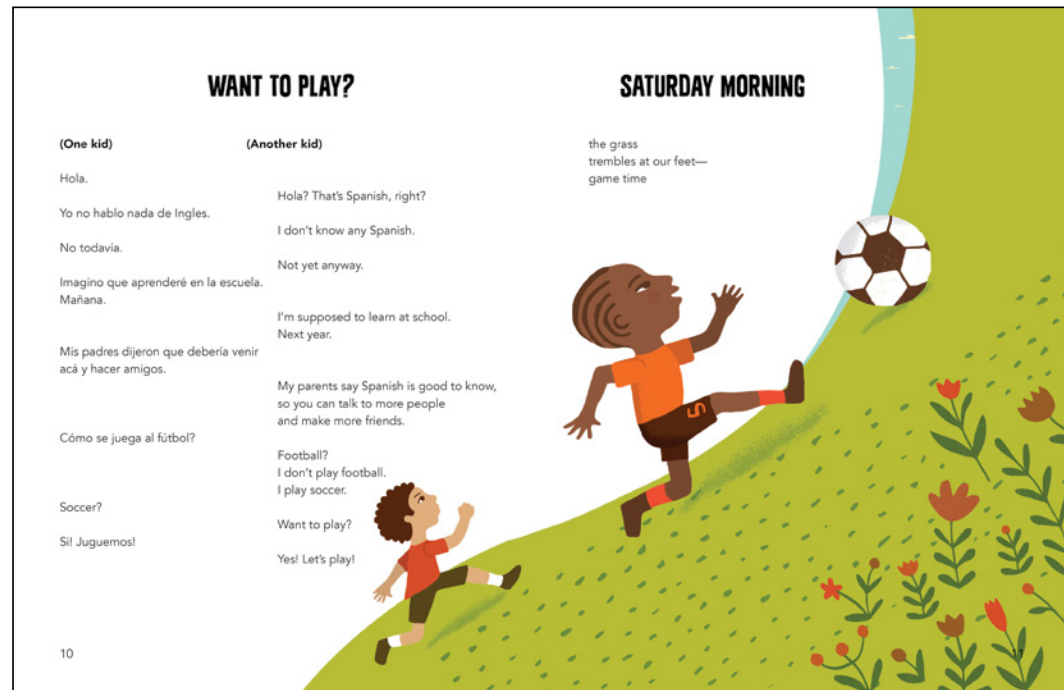 WANT TO PLAY?
(One kid)
(Another kid)
Hola.
Hola? That's Spanish, right?
Yo no hablo nada de Ingles.
I don't know any Spanish.
No todavía.
Not yet anyway.
Imagino que aprenderé en la escuela.
Mañana.
I'm supposed to learn at school.
Next year.
Mis padres dijeron que debería venir
acá y hacer amigos.
My parents say Spanish is good to know,
so you can talk to more people
and make more friends.
Cómo se juega al fútbol?
Football?
I don't play football.
I play soccer.
Soccer?
Want to play?
Si! Juguemos!
Yes! Let's play!
10
SATURDAY MORNING
the grass
trembles at our feet—
game time
5
11